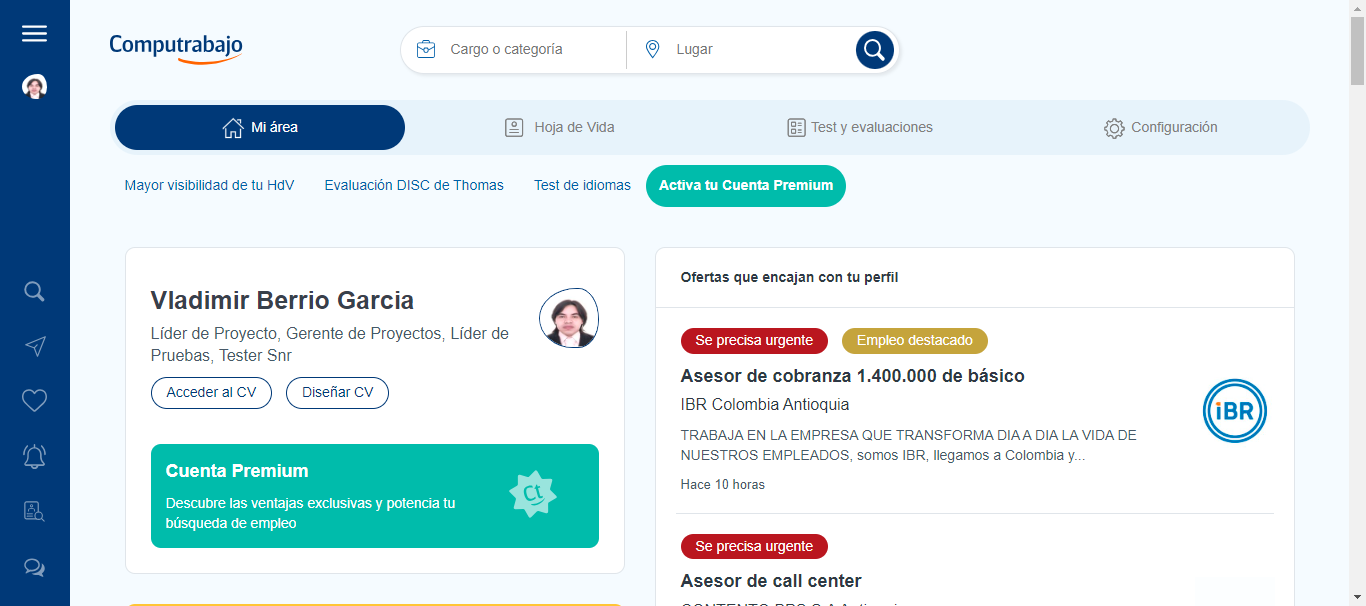 Computrabajo
Cargo o categoría
Lugar
Mi área
Hoja de Vida
Test y evaluaciones
Configuración
Mayor visibilidad de tu HdV
Evaluación DISC de Thomas
Test de idiomas
Activa tu Cuenta Premium
Vladimir Berrio Garcia
Líder de Proyecto, Gerente de Proyectos, Líder de
Pruebas, Tester Snr
Acceder al CV
Diseñar CV
Cuenta Premium
Descubre las ventajas exclusivas y potencia tu
búsqueda de empleo
Ct
Ofertas que encajan con tu perfil
Se precisa urgente
Empleo destacado
Asesor de cobranza 1.400.000 de básico
IBR Colombia Antioquia
iBR
TRABAJA EN LA EMPRESA QUE TRANSFORMA DIA A DIA LA VIDA DE
NUESTROS EMPLEADOS, somos IBR, llegamos a Colombia y...
Hace 10 horas
Se precisa urgente
Asesor de call center